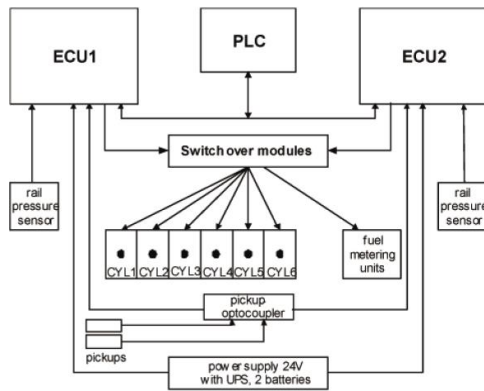 ECU1
PLC
ECU2
Switch over modules
rail
pressure
sensor
rail
pressure
sensor
CYL1 CYL2 CYL3 CYL4 CYL5 CYL6
fuel
metering
units
pickup
optocoupler
pickups
power supply 24V
with UPS, 2 batteries